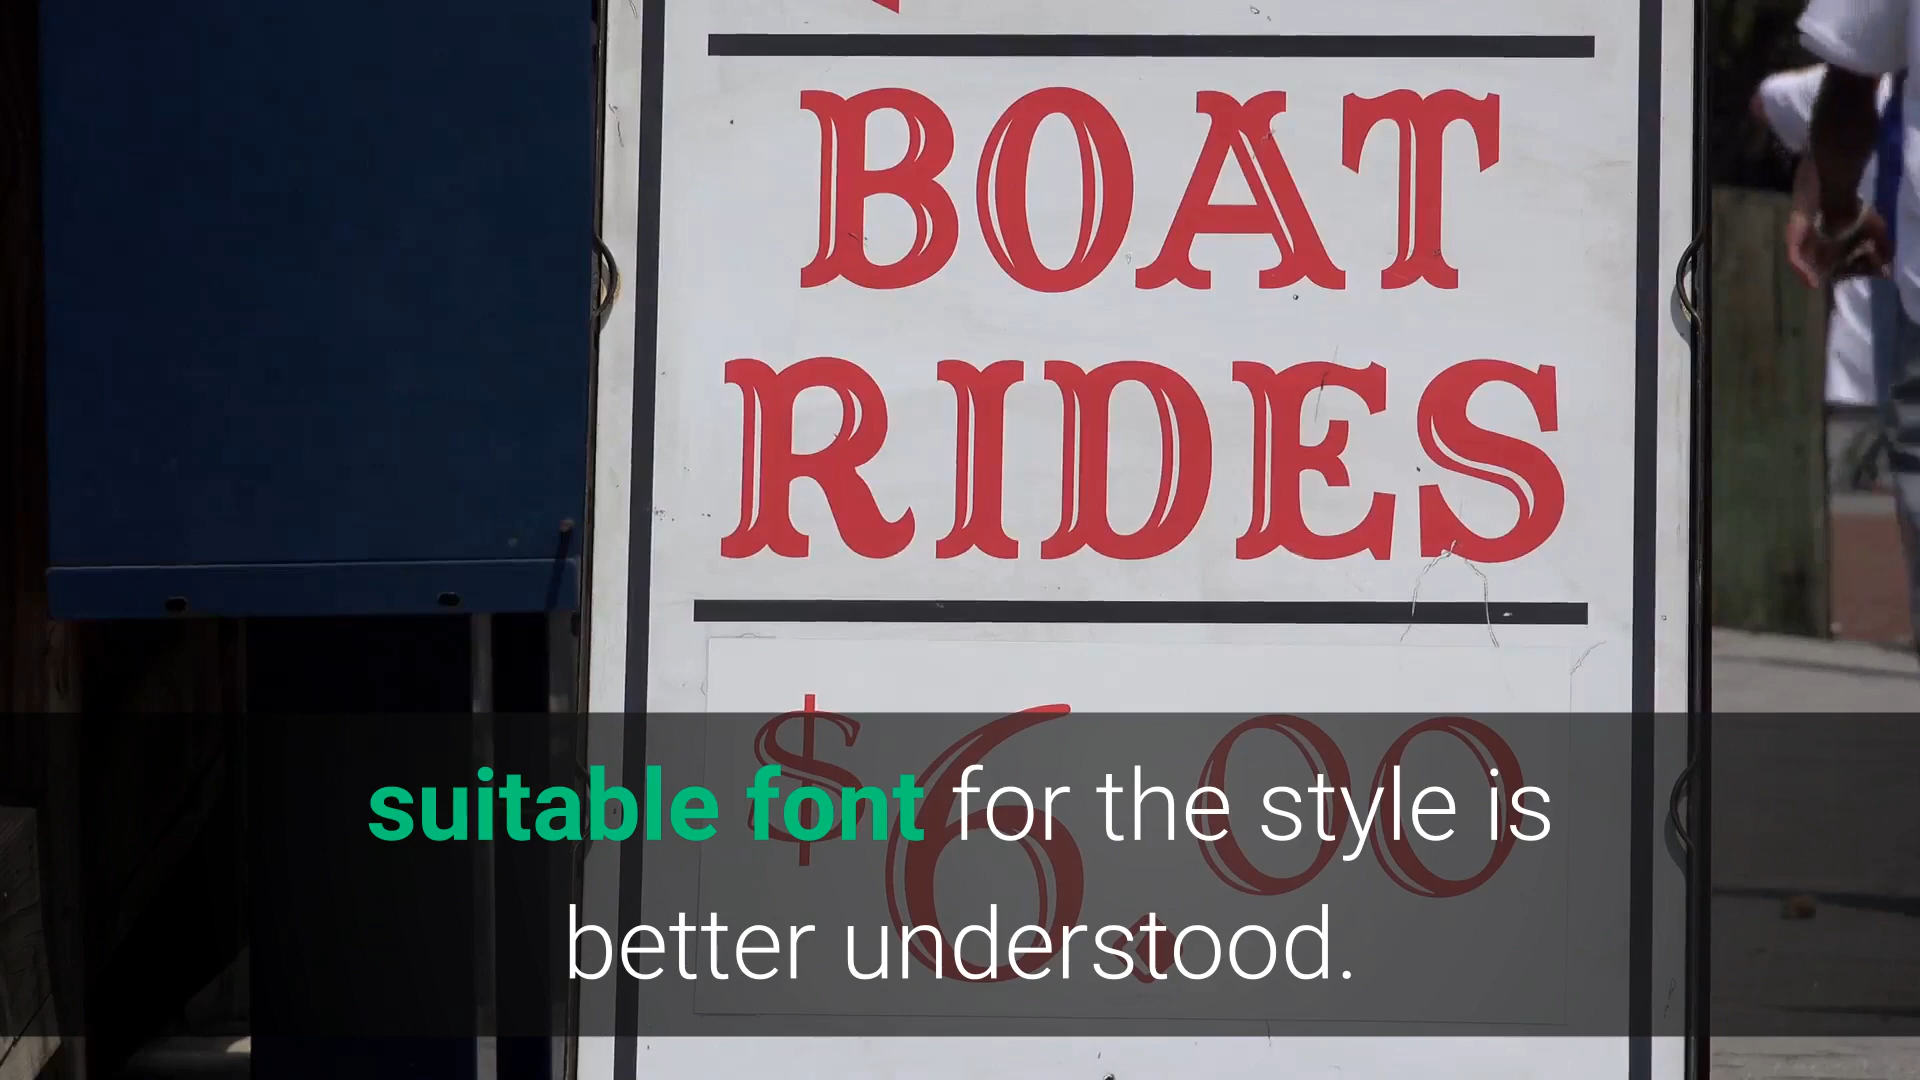 BOAT
RIDES
$6.00
suitable font for the style is
better understood.